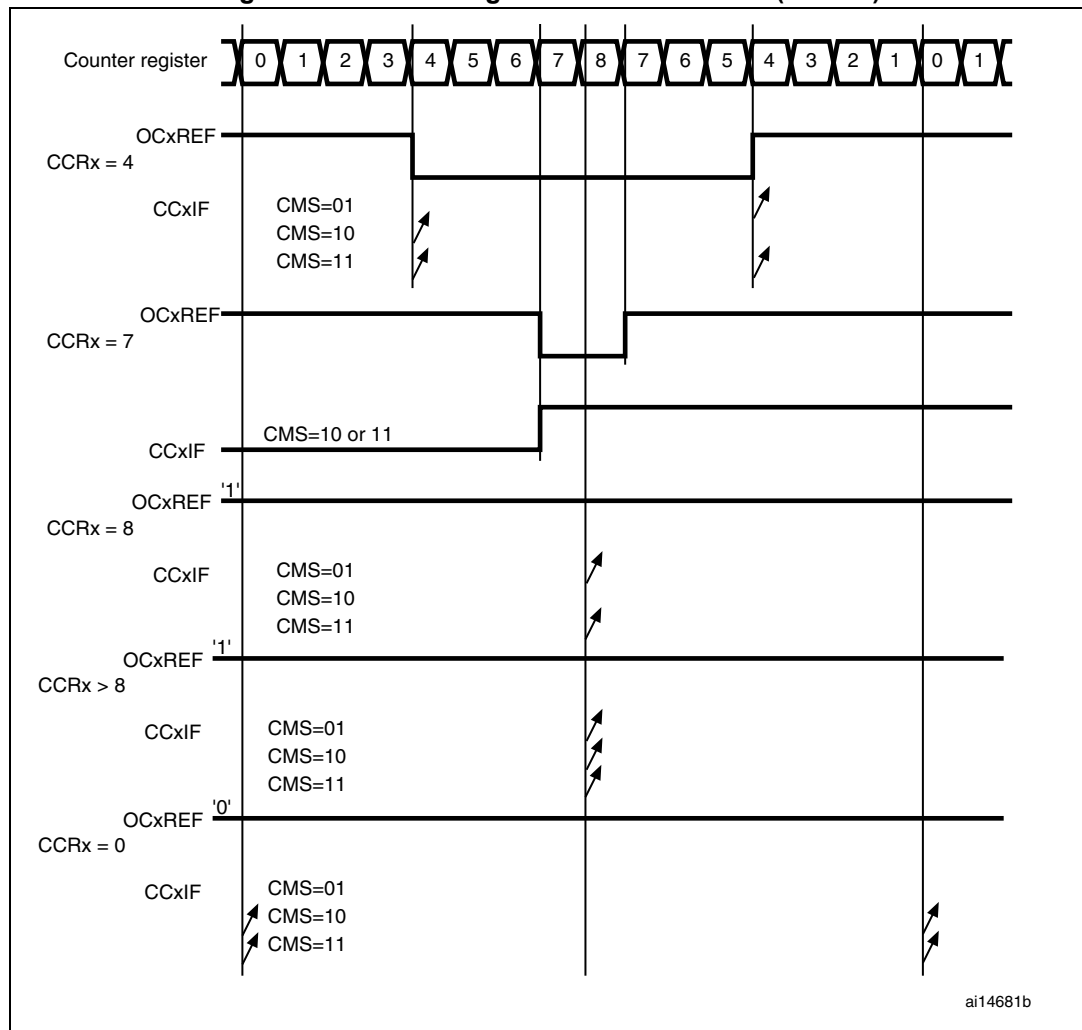 Counter register 0 1 2 3 4 5 6 7 8 7 6 5 4 3 2 1 0 1
OCxREF
CCRx = 4
CCxIF CMS=01
CMS=10
CMS=11
OCxREF
CCRx = 7
CMS=10 or 11
CCxIF
OCxREF '1'
CCRx = 8
CCxIF CMS=01
CMS=10
CMS=11
OCxREF '1'
CCRx > 8
CCxIF CMS=01
CMS=10
CMS=11
OCxREF '0'
CCRx = 0
CCxIF CMS=01
CMS=10
CMS=11
ai14681b